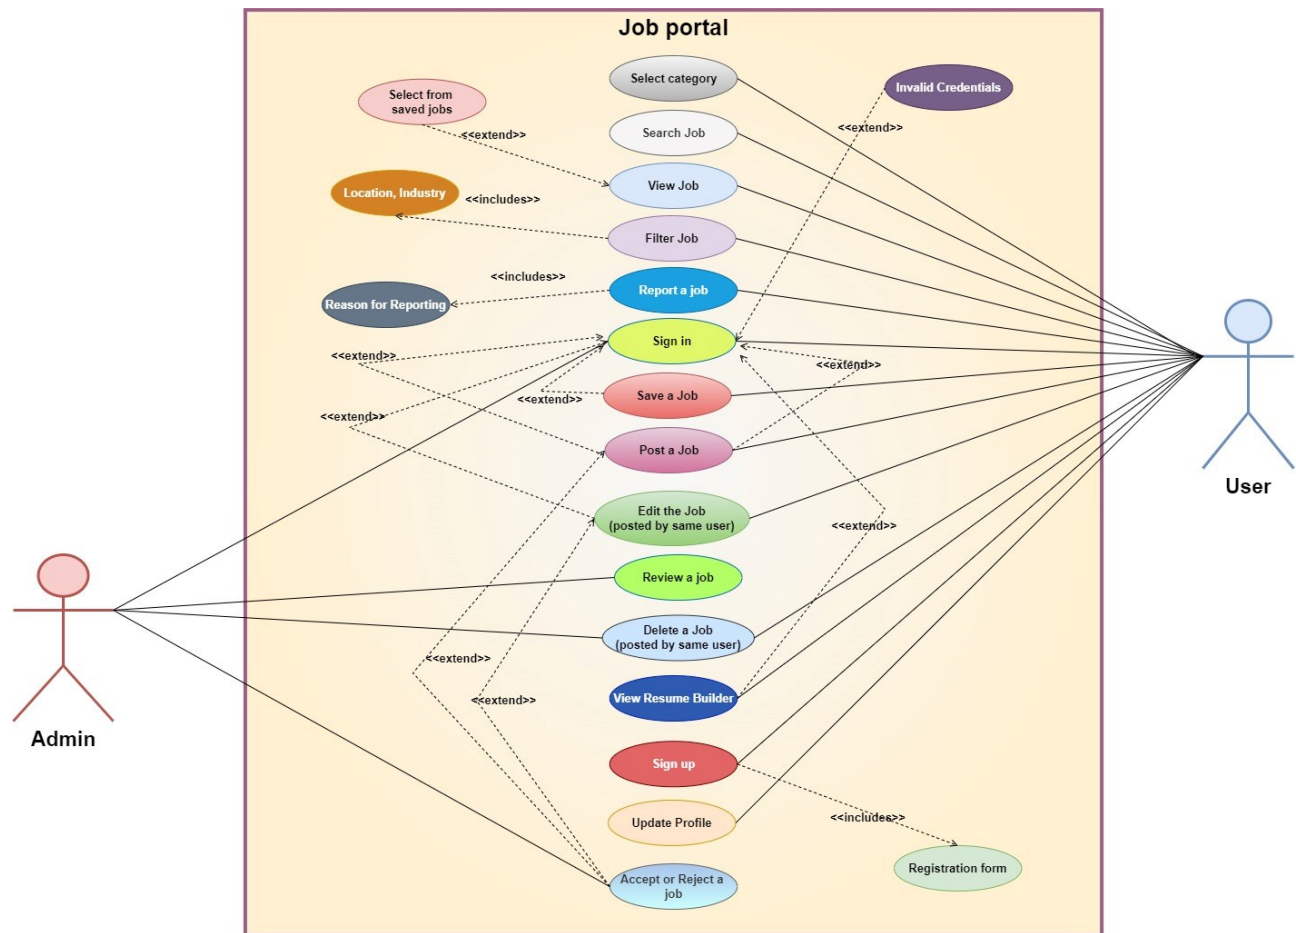 Job portal
Select category
Invalid Credentials
Select from
saved jobs
<<extend>>
<<extend>>
Search Job
View Job
Location, Industry
<<includes>>
Filter Job
<<includes>>
Report a job
Reason for Reporting
Sign in
<<extend>>
<<extend>>
<<extend>>
Save a Job
<<extend>>
Post a Job
User
Edit the Job
(posted by same user)
<<extend>>
Review a job
Delete a Job
(posted by same user)
<<extend>>
<<extend>>
View Resume Builder
Admin
Sign up
Update Profile
<<includes>>
Registration form
Accept or Reject a
job